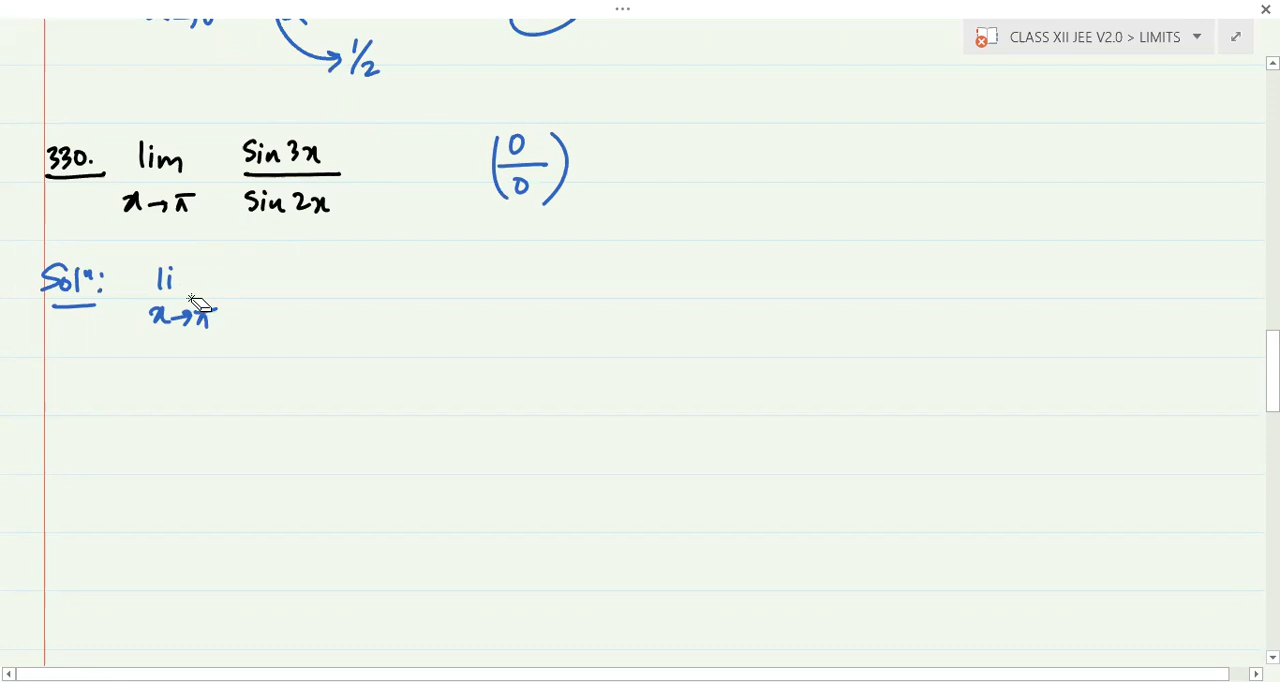 CLASS XII JEE V2.0 > LIMITS
1/2
330. lim sin 3x (0
x→π sin 2x 0)
Solⁿ: li
x→π